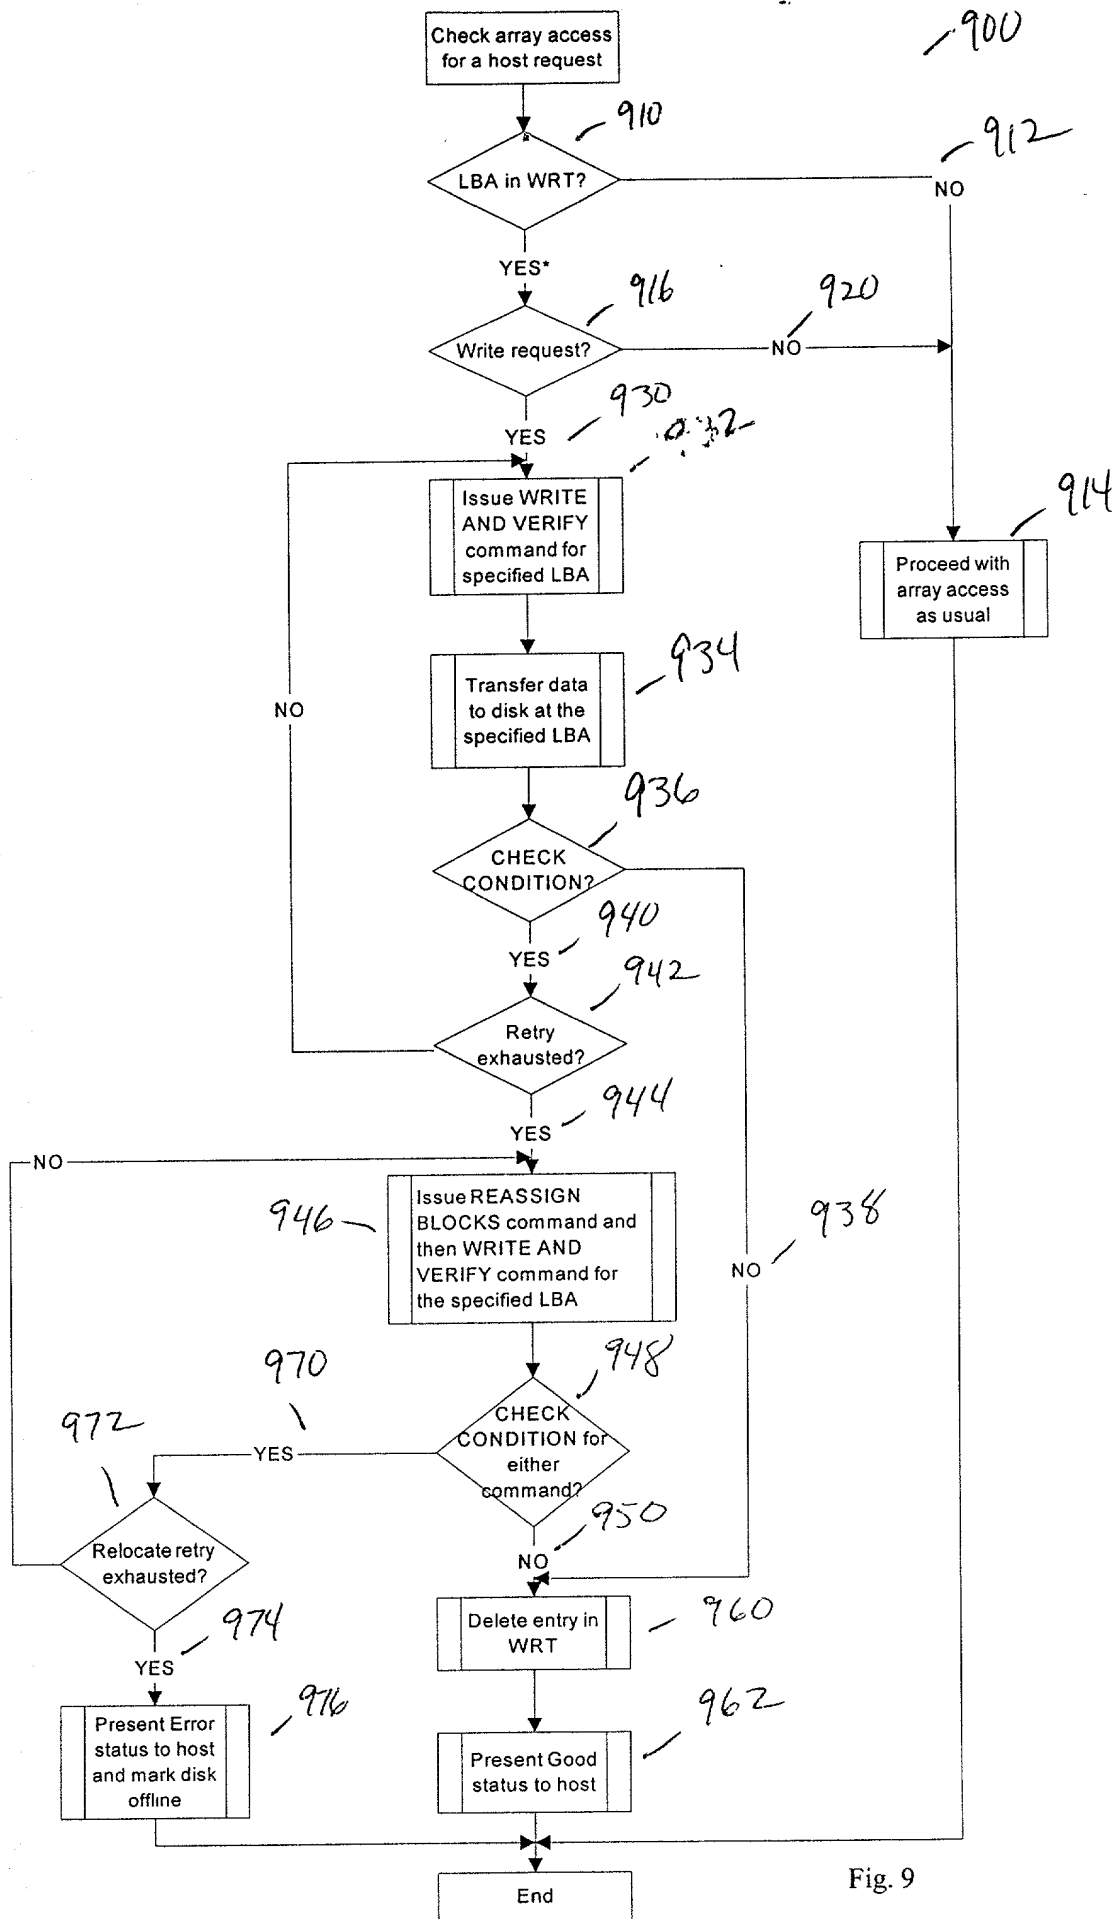 Check array access
for a host request
900
910
912
LBA in WRT?
NO
YES*
916
920
Write request?
NO
930
YES
Issue WRITE
AND VERIFY
command for
specified LBA
914
Proceed with
array access
as usual
934
Transfer data
to disk at the
specified LBA
NO
936
CHECK
CONDITION?
940
YES
942
Retry
exhausted?
944
YES
NO
946
Issue REASSIGN
BLOCKS command and
then WRITE AND
VERIFY command for
the specified LBA
938
NO
948
970
CHECK
CONDITION for
either
command?
YES
972
950
NO
Relocate retry
exhausted?
974
YES
Delete entry in
WRT
960
976
Present Error
status to host
and mark disk
offline
962
Present Good
status to host
End
Fig. 9